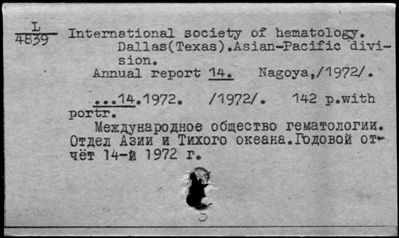 L
4839
International society of hematology.
Dallas(Texas).Asian-Pacific divi-
sion.
Annual report 14. Nagoya,/1972/.
...14.1972. /1972/. 142 p.with
portr.
Международное общество гематологии.
Отдел Азии и Тихого океана.Годовой от-
чёт 14-й 1972 г.